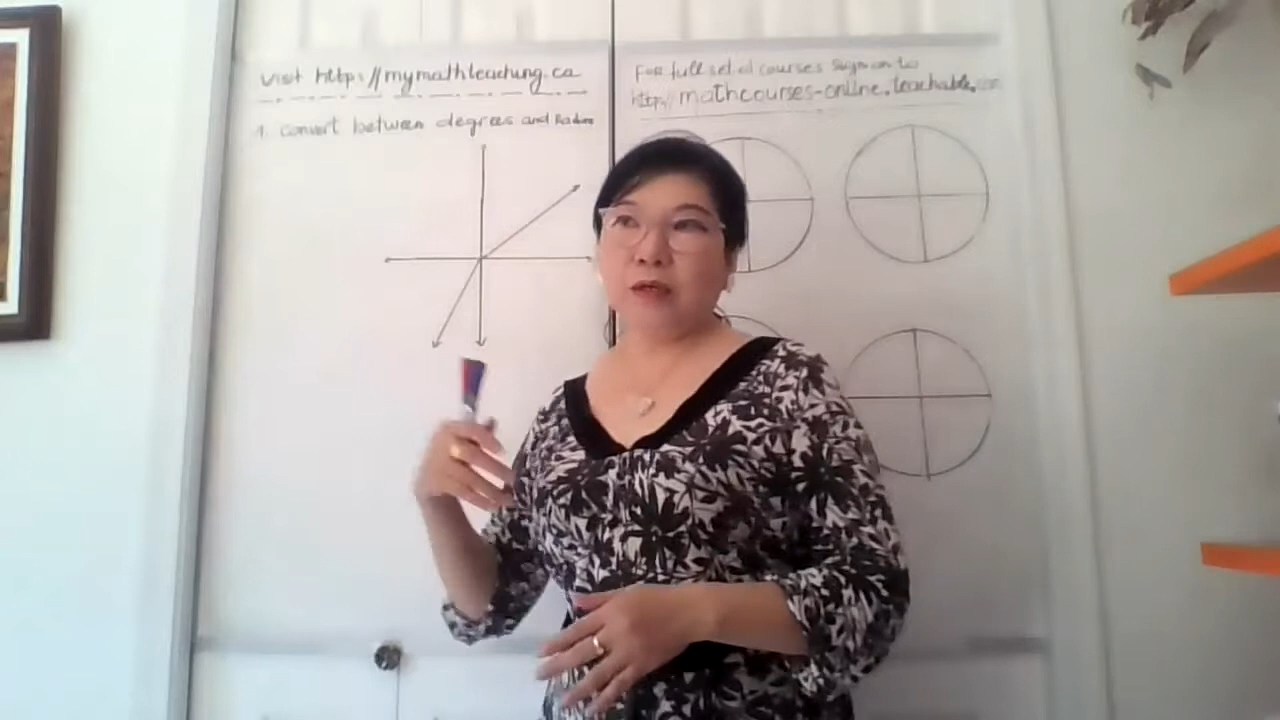 Visit http://mymathteaching.ca
1. Convert between degrees and Radians
For full set of courses sign on to
http://mathcourses-online.teachable.com